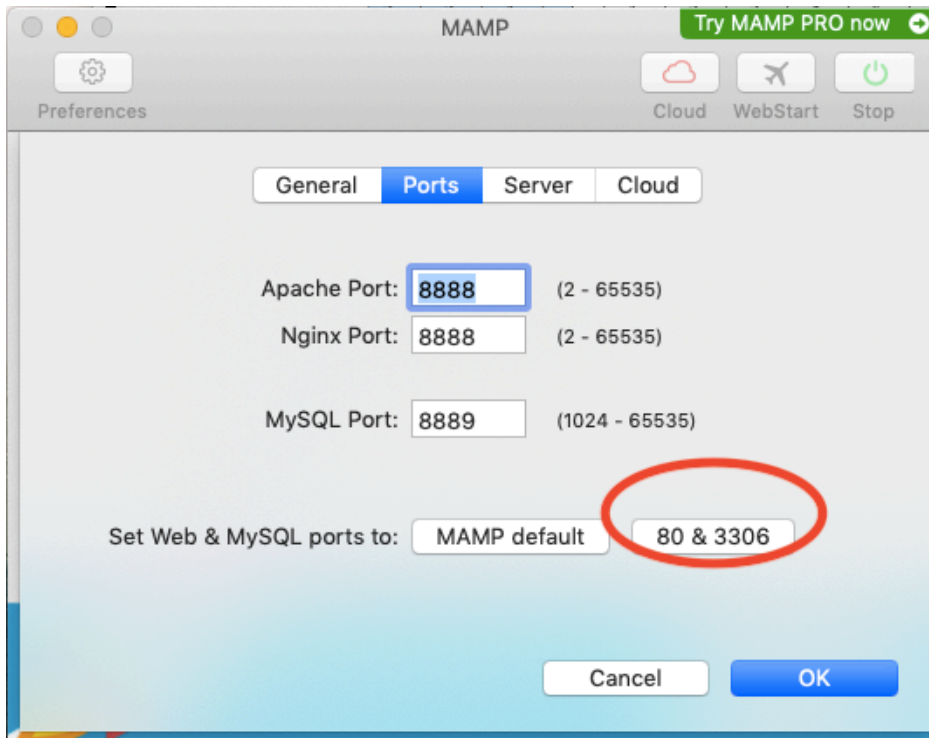 MAMP
Try MAMP PRO now
Preferences
Cloud WebStart Stop
General Ports Server Cloud
Apache Port: 8888 (2 - 65535)
Nginx Port: 8888 (2 - 65535)
MySQL Port: 8889 (1024 - 65535)
Set Web & MySQL ports to: MAMP default 80 & 3306
Cancel OK